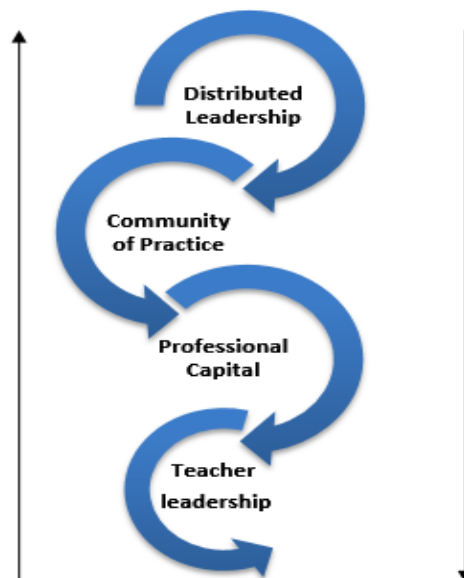 Distributed
Leadership
Community
of Practice
Professional
Capital
Teacher
leadership